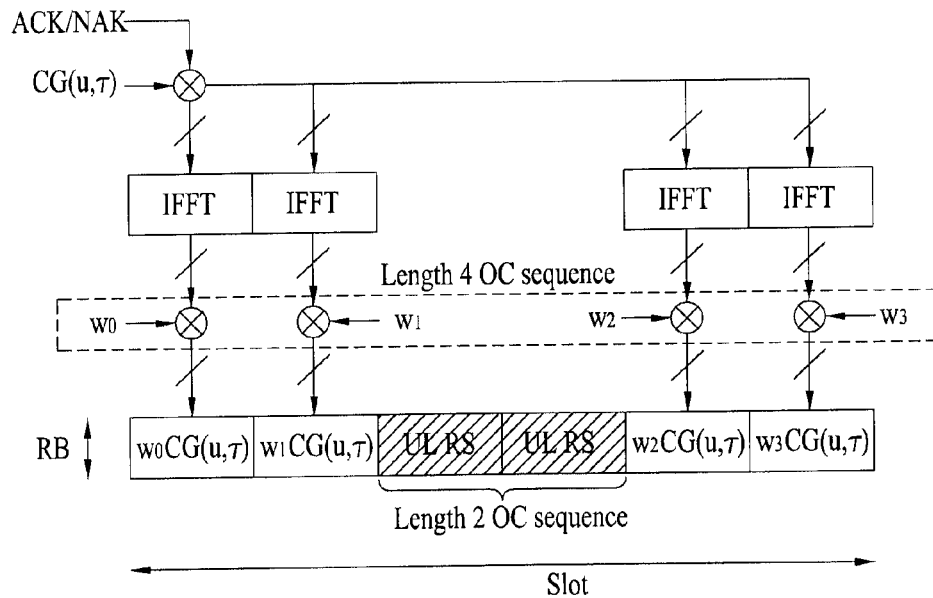 ACK/NAK
CG(u,τ)
IFFT IFFT IFFT IFFT
Length 4 OC sequence
w0 w1 w2 w3
RB
w0CG(u,τ) w1CG(u,τ) UL RS UL RS w2CG(u,τ) w3CG(u,τ)
Length 2 OC sequence
Slot